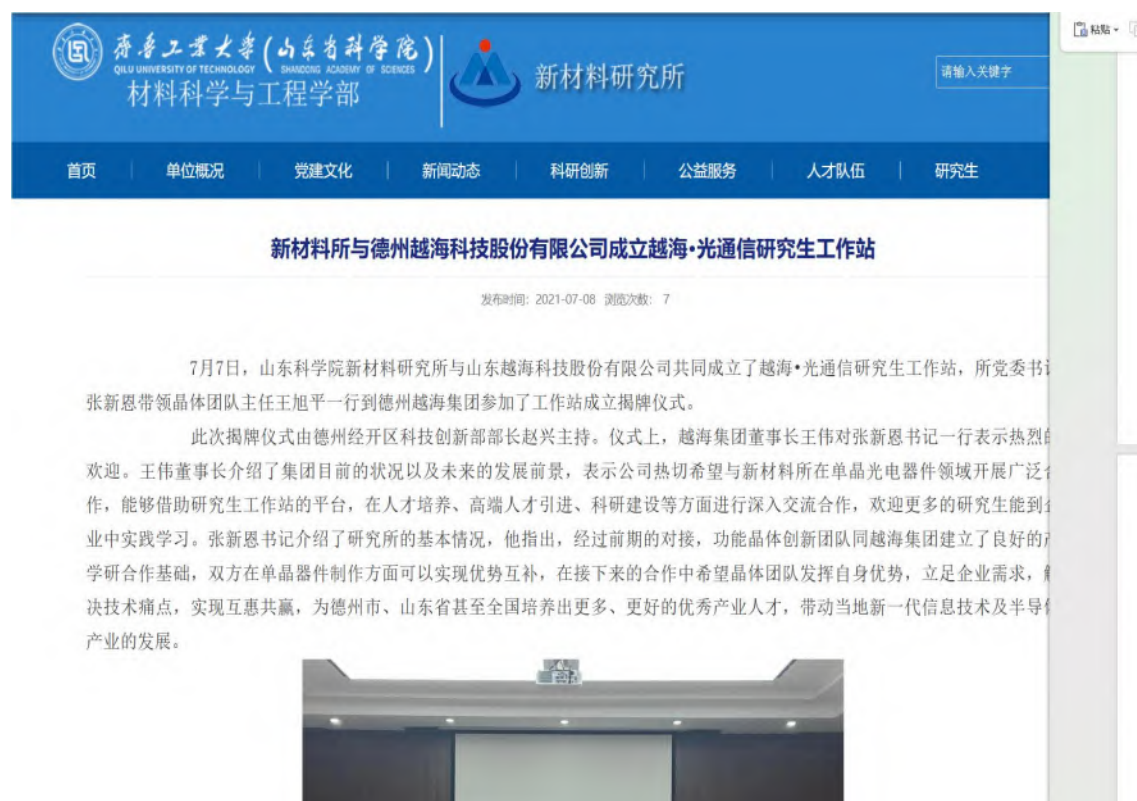 齐鲁工业大学(山东省科学院)
QILU UNIVERSITY OF TECHNOLOGY SHANDONG ACADEMY OF SCIENCES
材料科学与工程学部
新材料研究所
请输入关键字
粘贴
首页 单位概况 党建文化 新闻动态 科研创新 公益服务 人才队伍 研究生
新材料所与德州越海科技股份有限公司成立越海•光通信研究生工作站
发布时间: 2021-07-08 浏览次数: 7
7月7日，山东科学院新材料研究所与山东越海科技股份有限公司共同成立了越海•光通信研究生工作站，所党委书
张新恩带领晶体团队主任王旭平一行到德州越海集团参加了工作站成立揭牌仪式。
此次揭牌仪式由德州经开区科技创新部部长赵兴主持。仪式上，越海集团董事长王伟对张新恩书记一行表示热烈的
欢迎。王伟董事长介绍了集团目前的状况以及未来的发展前景，表示公司热切希望与新材料所在单晶光电器件领域开展广泛合
作，能够借助研究生工作站的平台，在人才培养、高端人才引进、科研建设等方面进行深入交流合作，欢迎更多的研究生能到企
业中实践学习。张新恩书记介绍了研究所的基本情况，他指出，经过前期的对接，功能晶体创新团队同越海集团建立了良好的产
学研合作基础，双方在单晶器件制作方面可以实现优势互补，在接下来的合作中希望晶体团队发挥自身优势，立足企业需求，解
决技术痛点，实现互惠共赢，为德州市、山东省甚至全国培养出更多、更好的优秀产业人才，带动当地新一代信息技术及半导体
产业的发展。